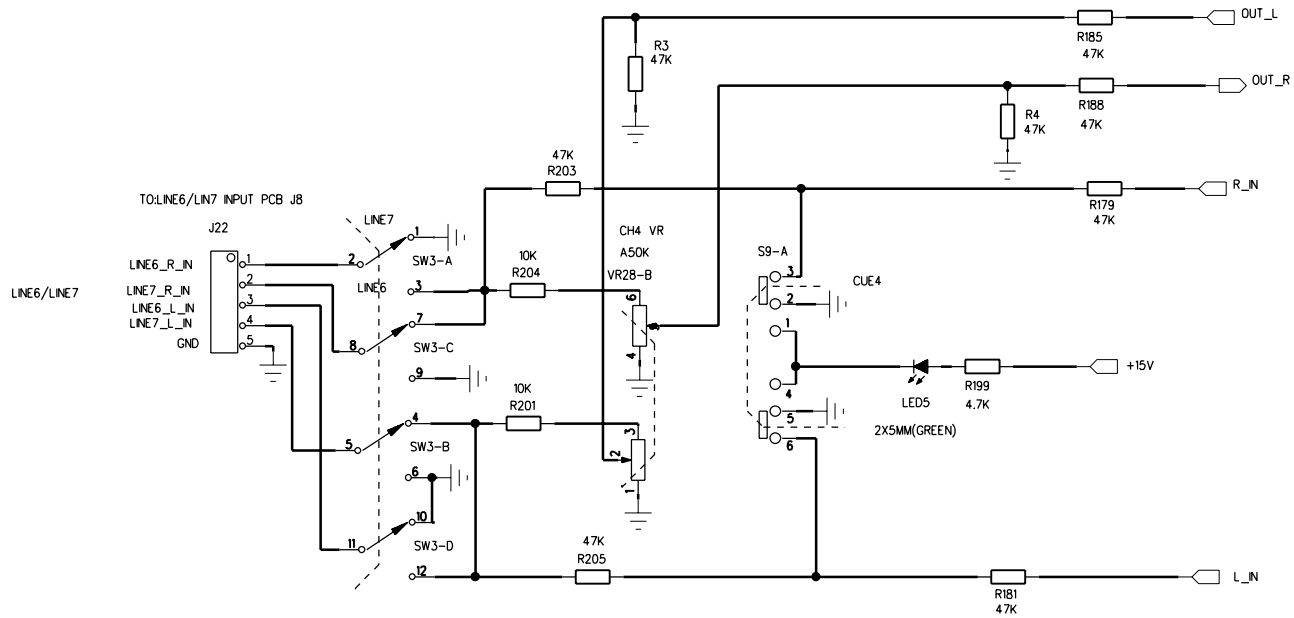 OUT_L
R185
47K
R3
47K
OUT_R
R188
47K
R4
47K
47K
R203
R_IN
R179
47K
TO:LINE6/LIN7 INPUT PCB J8
J22
LINE7
1
2
SW3-A
LINE6_R_IN
1
LINE7_R_IN
2
LINE6_L_IN
3
LINE7_L_IN
4
GND
5
LINE6/LINE7
LINE6
3
10K
R204
CH4 VR
A50K
VR28-B
6
5
4
7
8
SW3-C
9
S9-A
3
CUE4
2
1
4
5
6
LED5
2X5MM(GREEN)
R199
4.7K
+15V
10K
R201
4
5
SW3-B
3
2
1
6
10
11
SW3-D
12
47K
R205
R181
47K
L_IN